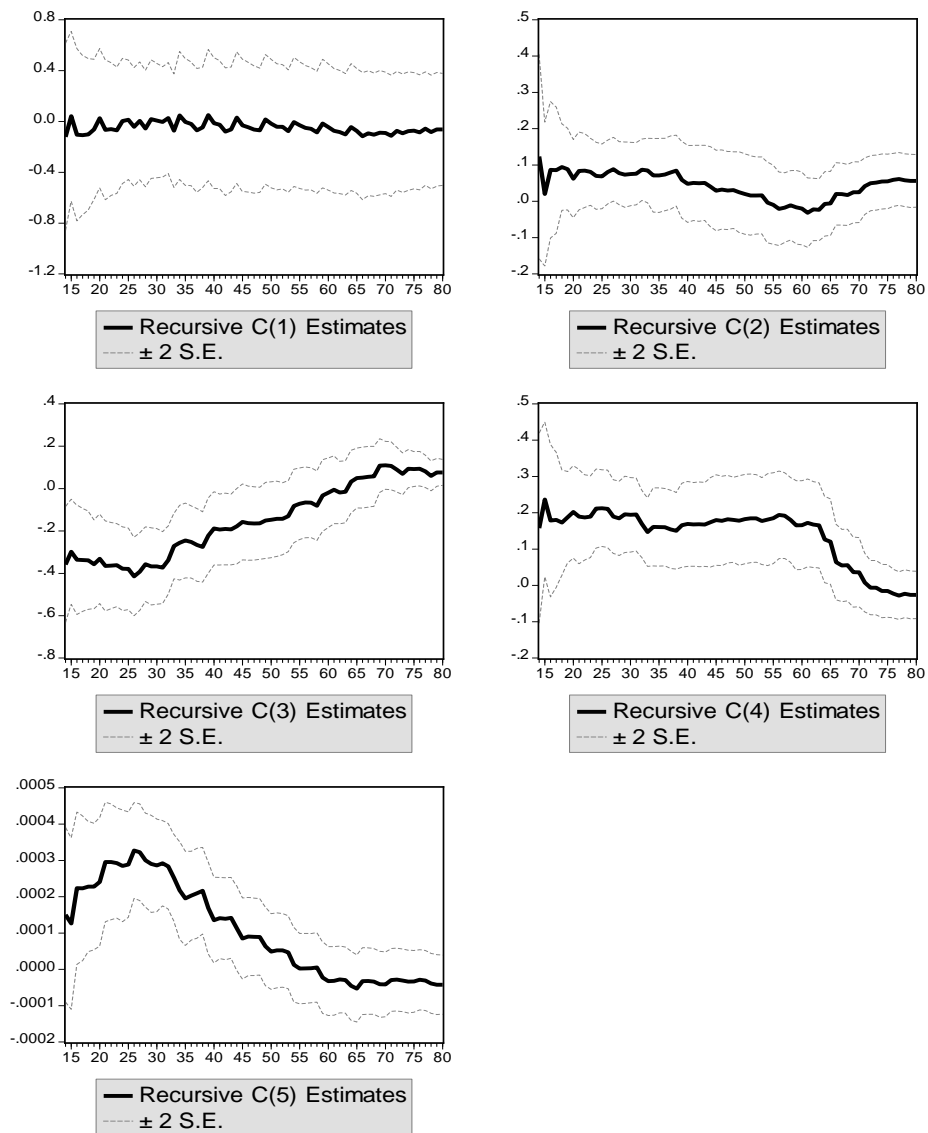 0.8
0.4
0.0
-0.4
-0.8
-1.2
15 20 25 30 35 40 45 50 55 60 65 70 75 80
Recursive C(1) Estimates
± 2 S.E.
.5
.4
.3
.2
.1
.0
-.1
-.2
15 20 25 30 35 40 45 50 55 60 65 70 75 80
Recursive C(2) Estimates
± 2 S.E.
.4
.2
.0
-.2
-.4
-.6
-.8
15 20 25 30 35 40 45 50 55 60 65 70 75 80
Recursive C(3) Estimates
± 2 S.E.
.5
.4
.3
.2
.1
.0
-.1
-.2
15 20 25 30 35 40 45 50 55 60 65 70 75 80
Recursive C(4) Estimates
± 2 S.E.
.0005
.0004
.0003
.0002
.0001
.0000
-.0001
-.0002
15 20 25 30 35 40 45 50 55 60 65 70 75 80
Recursive C(5) Estimates
± 2 S.E.